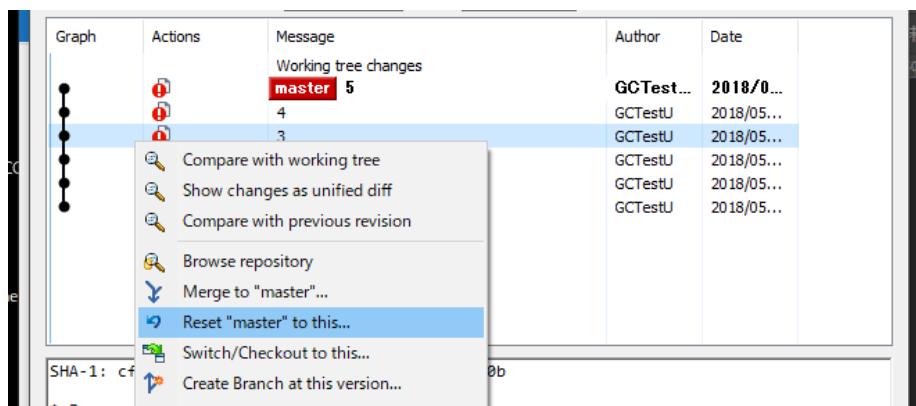 Graph Actions Message Author Date
Working tree changes
master 5 GCTest... 2018/0...
4 GCTestU 2018/05...
3 GCTestU 2018/05...
Compare with working tree GCTestU 2018/05...
Show changes as unified diff GCTestU 2018/05...
Compare with previous revision GCTestU 2018/05...
Browse repository
Merge to "master"...
Reset "master" to this...
Switch/Checkout to this...
SHA-1: cf 0b
Create Branch at this version...